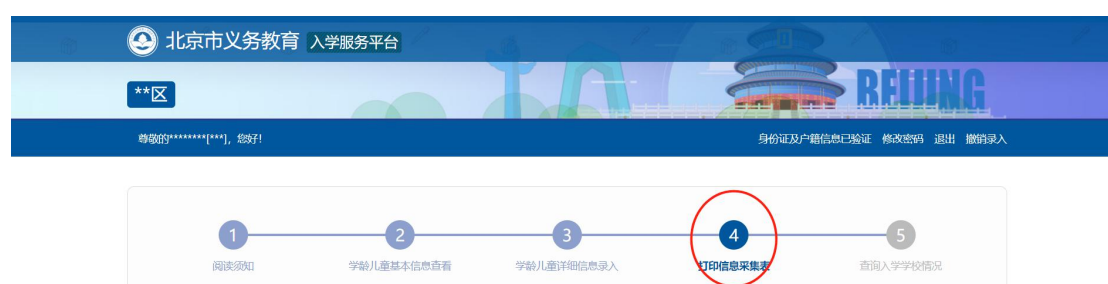 北京市义务教育 入学服务平台
**区
BEIJING
尊敬的********[***]，您好!
身份证及户籍信息已验证 修改密码 退出 撤销录入
1 2 3 4 5
阅读须知 学龄儿童基本信息查看 学龄儿童详细信息录入 打印信息采集表 查询入学学校情况